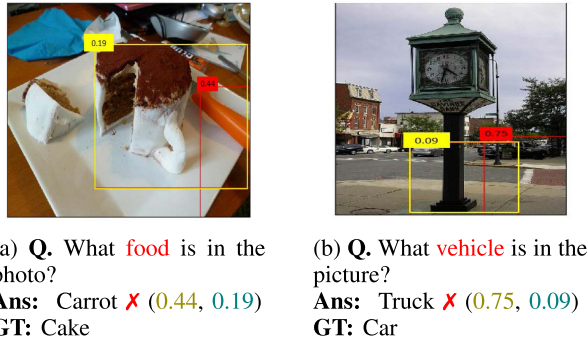 0.19
0.44
0.09
0.75
a) Q. What food is in the
photo?
Ans: Carrot ✗ (0.44, 0.19)
GT: Cake
(b) Q. What vehicle is in the
picture?
Ans: Truck ✗ (0.75, 0.09)
GT: Car